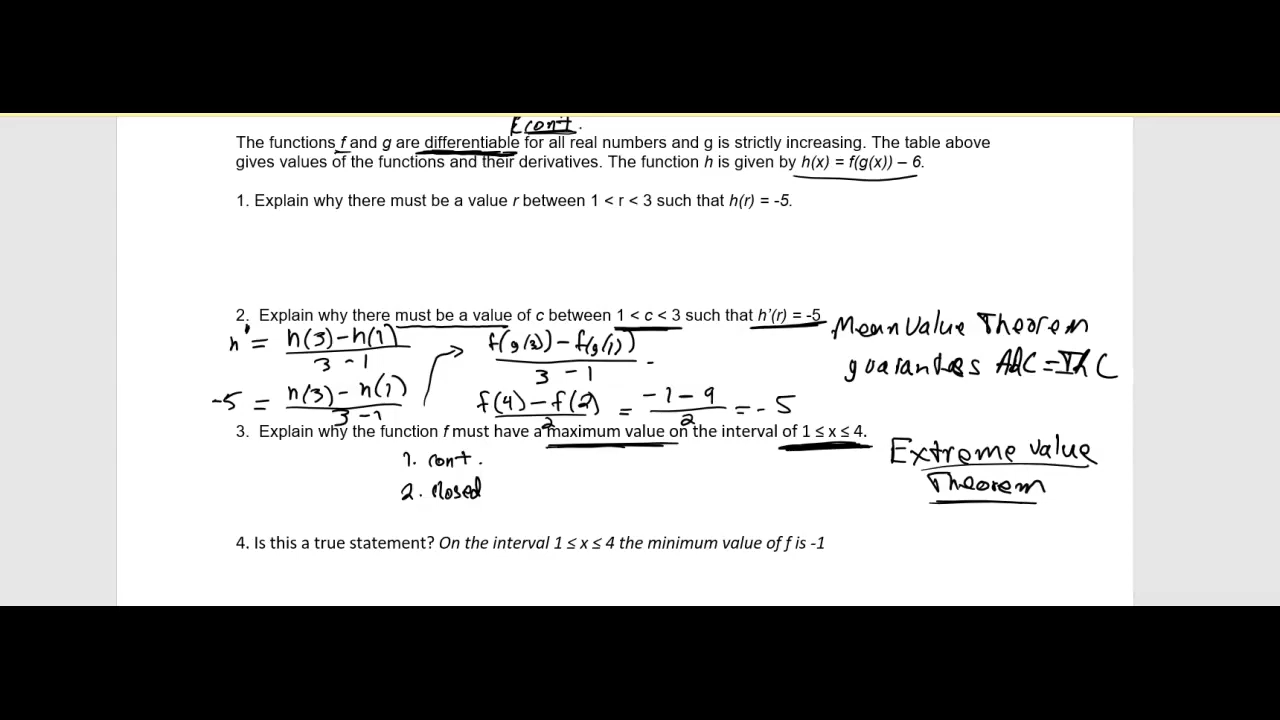 & cont.
The functions f and g are differentiable for all real numbers and g is strictly increasing. The table above
gives values of the functions and their derivatives. The function h is given by h(x) = f(g(x)) – 6.
1. Explain why there must be a value r between 1 < r < 3 such that h(r) = -5.
2. Explain why there must be a value of c between 1 < c < 3 such that h'(r) = -5
Mean Value Theorem
guarantees ARC = IRC
h' = h(3) - h(1) / 3 - 1
f(g(3)) - f(g(1)) / 3 - 1 =
-5 = h(3) - h(1) / 3 - 1
f(4) - f(2) / 2 = -1 - 9 / 2 = -5
3. Explain why the function f must have a maximum value on the interval of 1 ≤ x ≤ 4.
1. cont.
2. closed
Extreme Value
Theorem
4. Is this a true statement? On the interval 1 ≤ x ≤ 4 the minimum value of f is -1